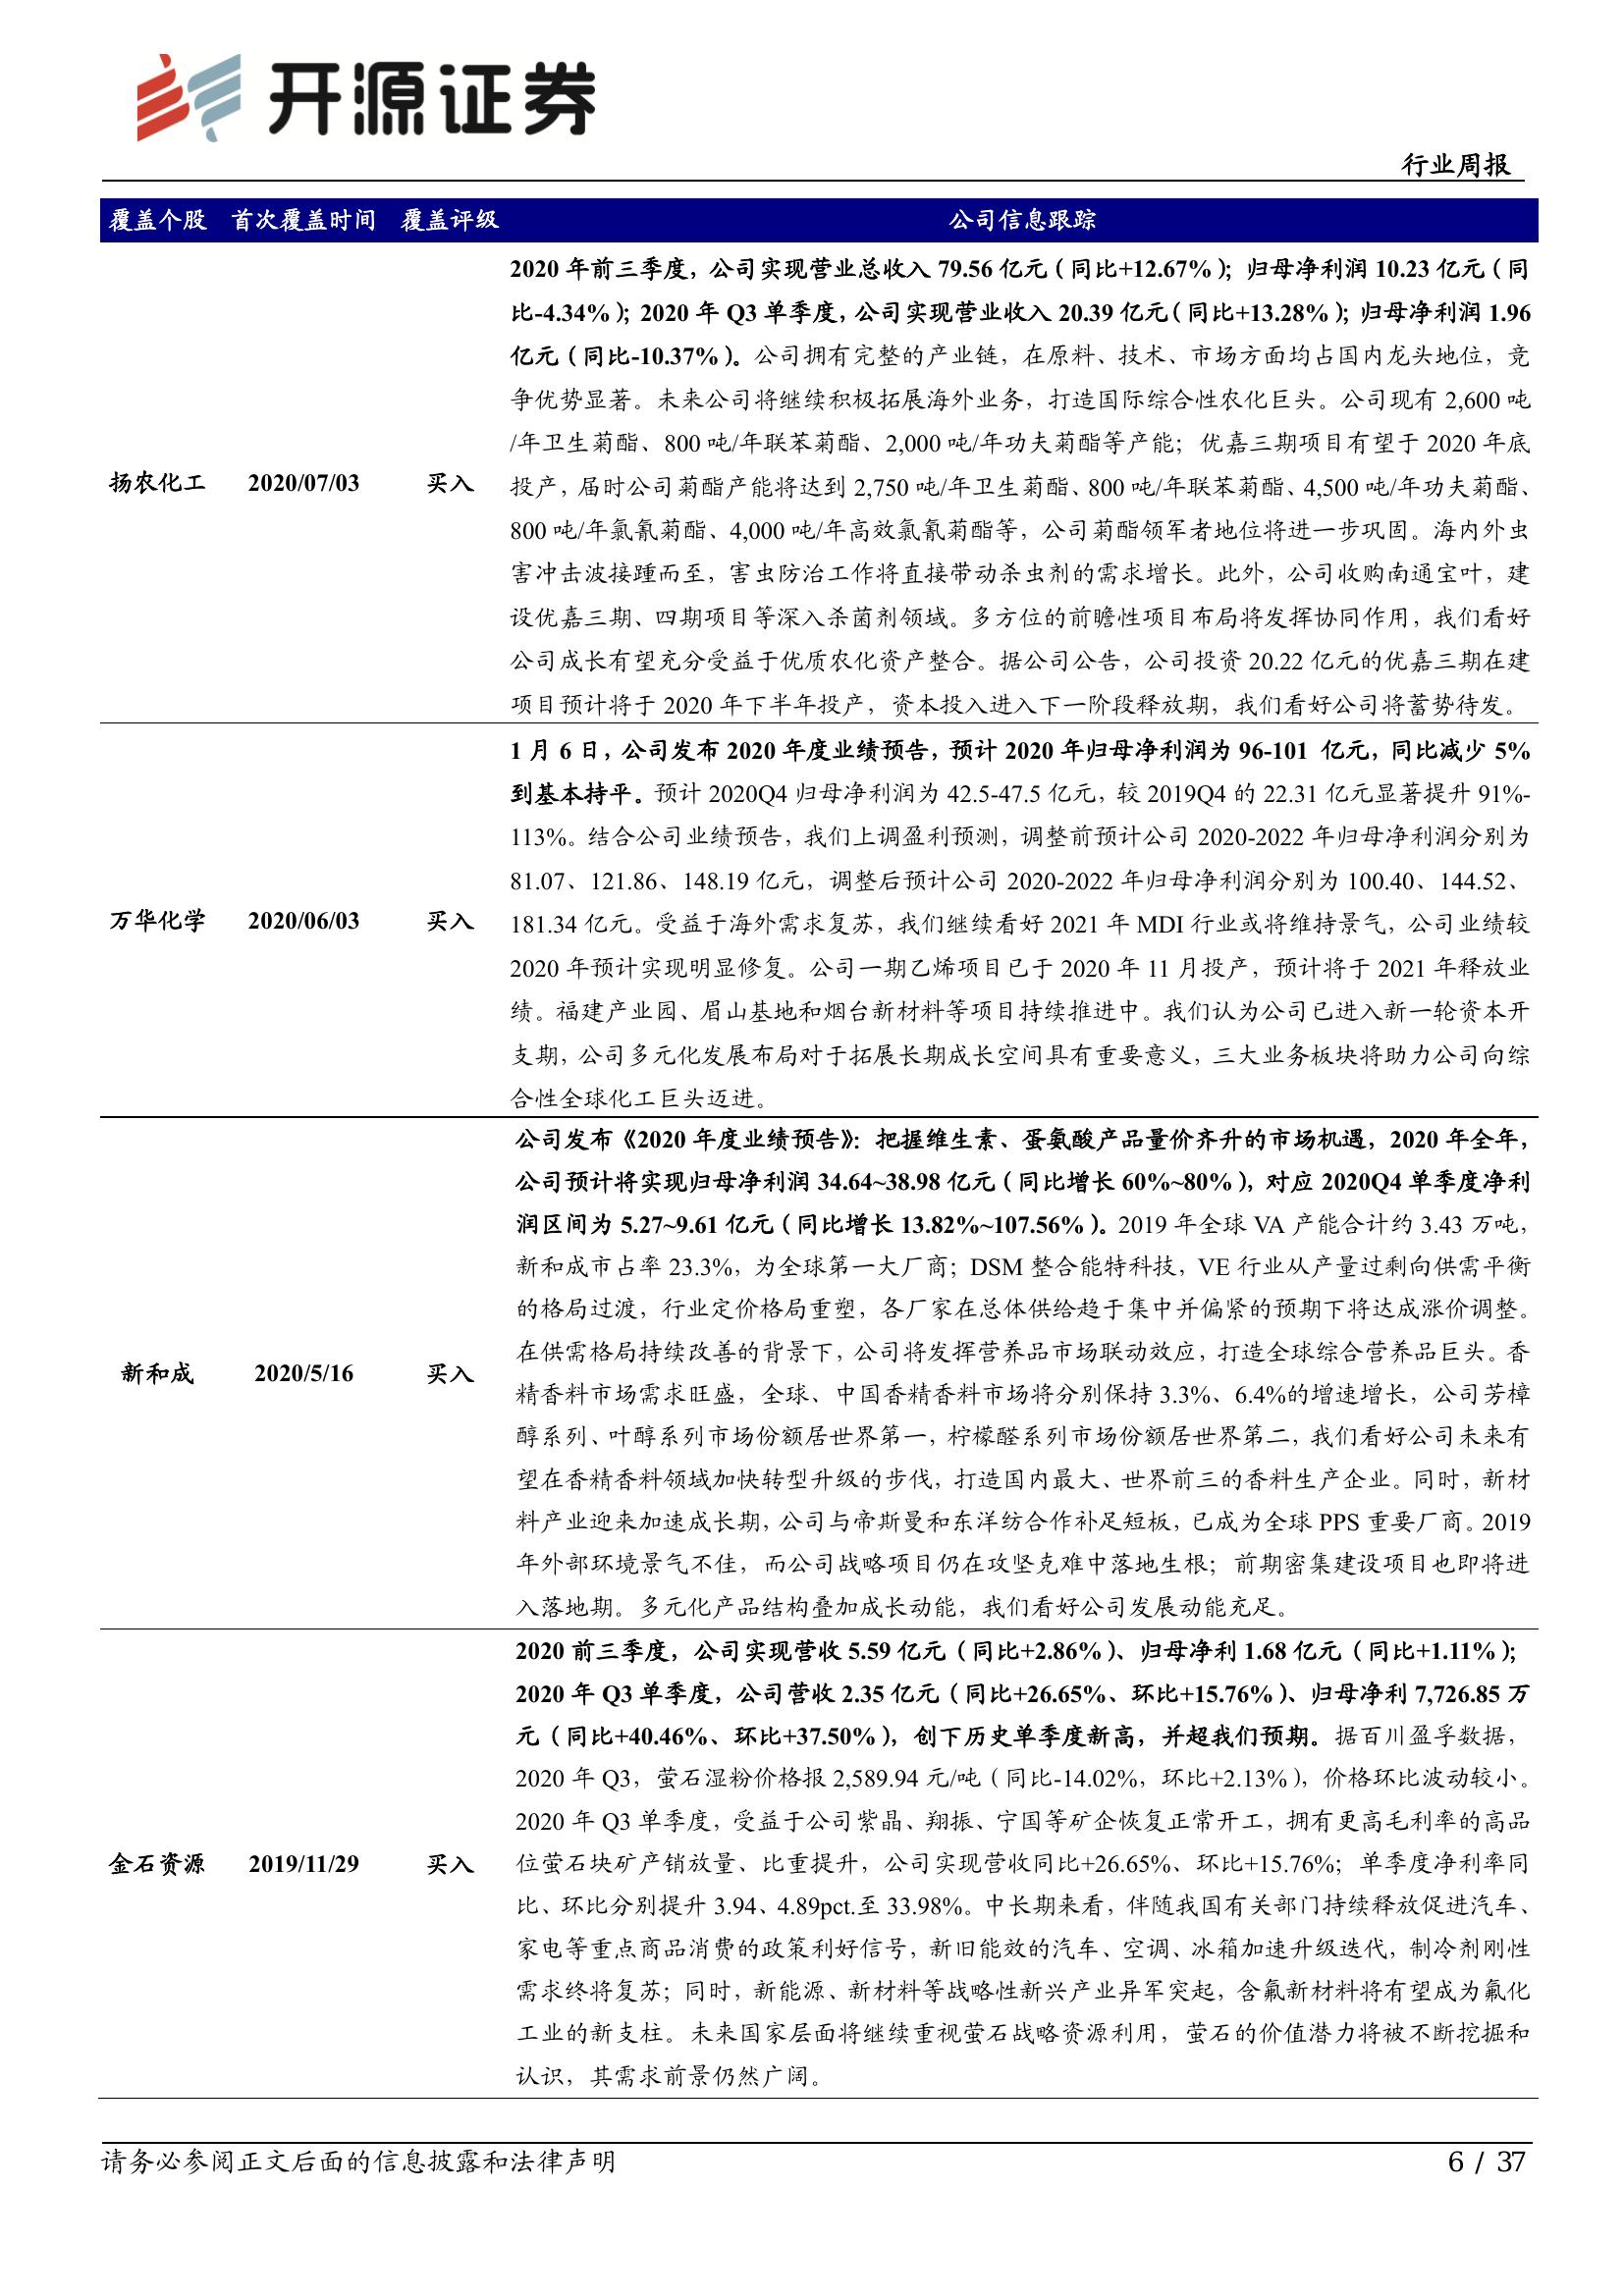 开源证券
行业周报
覆盖个股 首次覆盖时间 覆盖评级 公司信息跟踪
2020 年前三季度，公司实现营业总收入 79.56 亿元（同比+12.67%）；归母净利润 10.23 亿元（同
比-4.34%）；2020 年 Q3 单季度，公司实现营业收入 20.39 亿元（同比+13.28%）；归母净利润 1.96
亿元（同比-10.37%）。公司拥有完整的产业链，在原料、技术、市场方面均占国内龙头地位，竞
争优势显著。未来公司将继续积极拓展海外业务，打造国际综合性农化巨头。公司现有 2,600 吨
/年卫生菊酯、800 吨/年联苯菊酯、2,000 吨/年功夫菊酯等产能；优嘉三期项目有望于 2020 年底
扬农化工 2020/07/03 买入 投产，届时公司菊酯产能将达到 2,750 吨/年卫生菊酯、800 吨/年联苯菊酯、4,500 吨/年功夫菊酯、
800 吨/年氯氰菊酯、4,000 吨/年高效氯氰菊酯等，公司菊酯领军者地位将进一步巩固。海内外虫
害冲击波接踵而至，害虫防治工作将直接带动杀虫剂的需求增长。此外，公司收购南通宝叶，建
设优嘉三期、四期项目等深入杀菌剂领域。多方位的前瞻性项目布局将发挥协同作用，我们看好
公司成长有望充分受益于优质农化资产整合。据公司公告，公司投资 20.22 亿元的优嘉三期在建
项目预计将于 2020 年下半年投产，资本投入进入下一阶段释放期，我们看好公司将蓄势待发。
1 月 6 日，公司发布 2020 年度业绩预告，预计 2020 年归母净利润为 96-101 亿元，同比减少 5%
到基本持平。预计 2020Q4 归母净利润为 42.5-47.5 亿元，较 2019Q4 的 22.31 亿元显著提升 91%-
113%。结合公司业绩预告，我们上调盈利预测，调整前预计公司 2020-2022 年归母净利润分别为
81.07、121.86、148.19 亿元，调整后预计公司 2020-2022 年归母净利润分别为 100.40、144.52、
万华化学 2020/06/03 买入 181.34 亿元。受益于海外需求复苏，我们继续看好 2021 年 MDI 行业或将维持景气，公司业绩较
2020 年预计实现明显修复。公司一期乙烯项目已于 2020 年 11 月投产，预计将于 2021 年释放业
绩。福建产业园、眉山基地和烟台新材料等项目持续推进中。我们认为公司已进入新一轮资本开
支期，公司多元化发展布局对于拓展长期成长空间具有重要意义，三大业务板块将助力公司向综
合性全球化工巨头迈进。
公司发布《2020 年度业绩预告》：把握维生素、蛋氨酸产品量价齐升的市场机遇，2020 年全年，
公司预计将实现归母净利润 34.64~38.98 亿元（同比增长 60%~80%），对应 2020Q4 单季度净利
润区间为 5.27~9.61 亿元（同比增长 13.82%~107.56%）。2019 年全球 VA 产能合计约 3.43 万吨，
新和成市占率 23.3%，为全球第一大厂商；DSM 整合能特科技，VE 行业从产量过剩向供需平衡
的格局过渡，行业定价格局重塑，各厂家在总体供给趋于集中并偏紧的预期下将达成涨价调整。
在供需格局持续改善的背景下，公司将发挥营养品市场联动效应，打造全球综合营养品巨头。香
新和成 2020/5/16 买入 精香料市场需求旺盛，全球、中国香精香料市场将分别保持 3.3%、6.4%的增速增长，公司芳樟
醇系列、叶醇系列市场份额居世界第一，柠檬醛系列市场份额居世界第二，我们看好公司未来有
望在香精香料领域加快转型升级的步伐，打造国内最大、世界前三的香料生产企业。同时，新材
料产业迎来加速成长期，公司与帝斯曼和东洋纺合作补足短板，已成为全球 PPS 重要厂商。2019
年外部环境景气不佳，而公司战略项目仍在攻坚克难中落地生根；前期密集建设项目也即将进
入落地期。多元化产品结构叠加成长动能，我们看好公司发展动能充足。
2020 前三季度，公司实现营收 5.59 亿元（同比+2.86%）、归母净利 1.68 亿元（同比+1.11%）；
2020 年 Q3 单季度，公司营收 2.35 亿元（同比+26.65%、环比+15.76%）、归母净利 7,726.85 万
元（同比+40.46%、环比+37.50%），创下历史单季度新高，并超我们预期。据百川盈孚数据，
2020 年 Q3，萤石湿粉价格报 2,589.94 元/吨（同比-14.02%，环比+2.13%），价格环比波动较小。
2020 年 Q3 单季度，受益于公司紫晶、翔振、宁国等矿企恢复正常开工，拥有更高毛利率的高品
金石资源 2019/11/29 买入 位萤石块矿产销放量、比重提升，公司实现营收同比+26.65%、环比+15.76%；单季度净利率同
比、环比分别提升 3.94、4.89pct.至 33.98%。中长期来看，伴随我国有关部门持续释放促进汽车、
家电等重点商品消费的政策利好信号，新旧能效的汽车、空调、冰箱加速升级迭代，制冷剂刚性
需求终将复苏；同时，新能源、新材料等战略性新兴产业异军突起，含氟新材料将有望成为氟化
工业的新支柱。未来国家层面将继续重视萤石战略资源利用，萤石的价值潜力将被不断挖掘和
认识，其需求前景仍然广阔。
请务必参阅正文后面的信息披露和法律声明 6 / 37